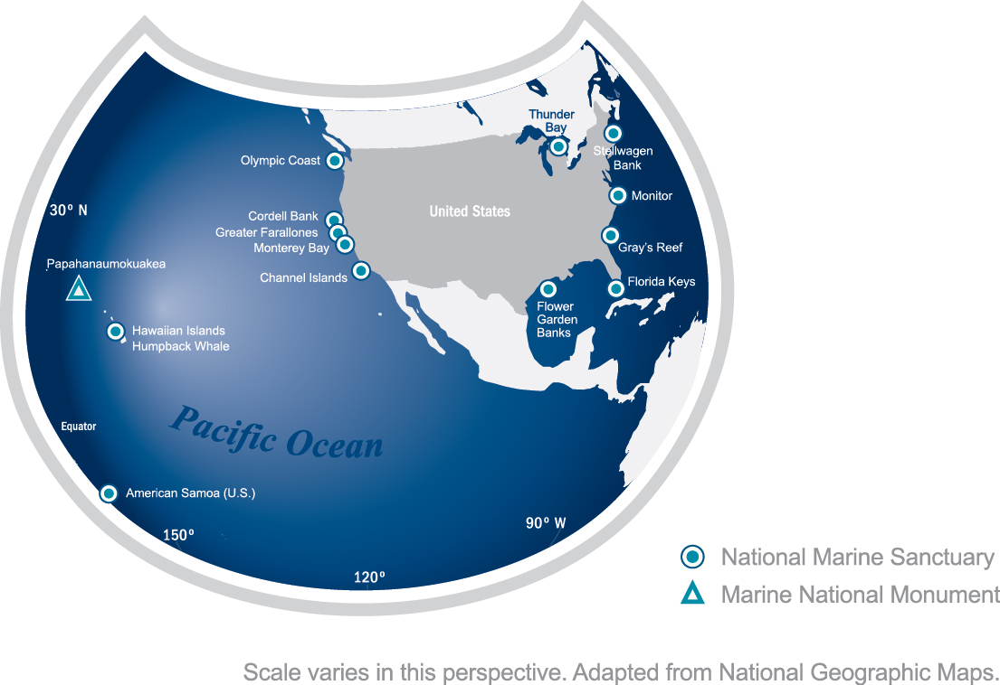 Thunder
Bay
Stellwagen
Bank
Olympic Coast
Monitor
30° N
United States
Cordell Bank
Greater Farallones
Monterey Bay
Gray's Reef
Papahanaumokuakea
Channel Islands
Florida Keys
Flower
Garden
Banks
Hawaiian Islands
Humpback Whale
Pacific Ocean
Equator
American Samoa (U.S.)
150°
90° W
120°
National Marine Sanctuary
Marine National Monument
Scale varies in this perspective. Adapted from National Geographic Maps.